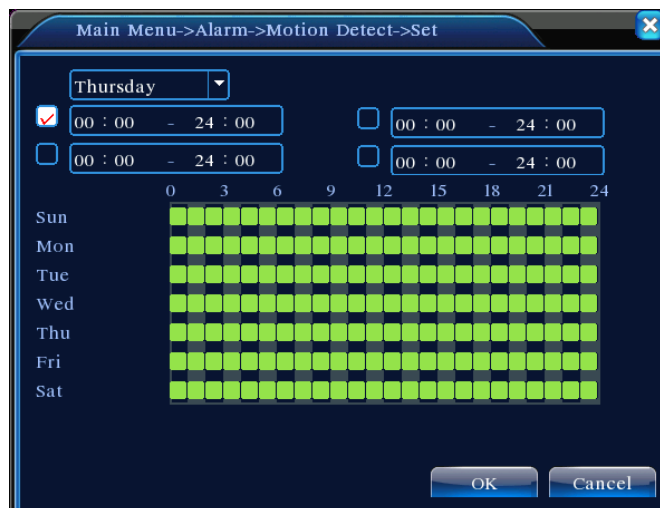 Main Menu->Alarm->Motion Detect->Set
Thursday
00 : 00 - 24 : 00 00 : 00 - 24 : 00
00 : 00 - 24 : 00 00 : 00 - 24 : 00
0 3 6 9 12 15 18 21 24
Sun
Mon
Tue
Wed
Thu
Fri
Sat
OK Cancel